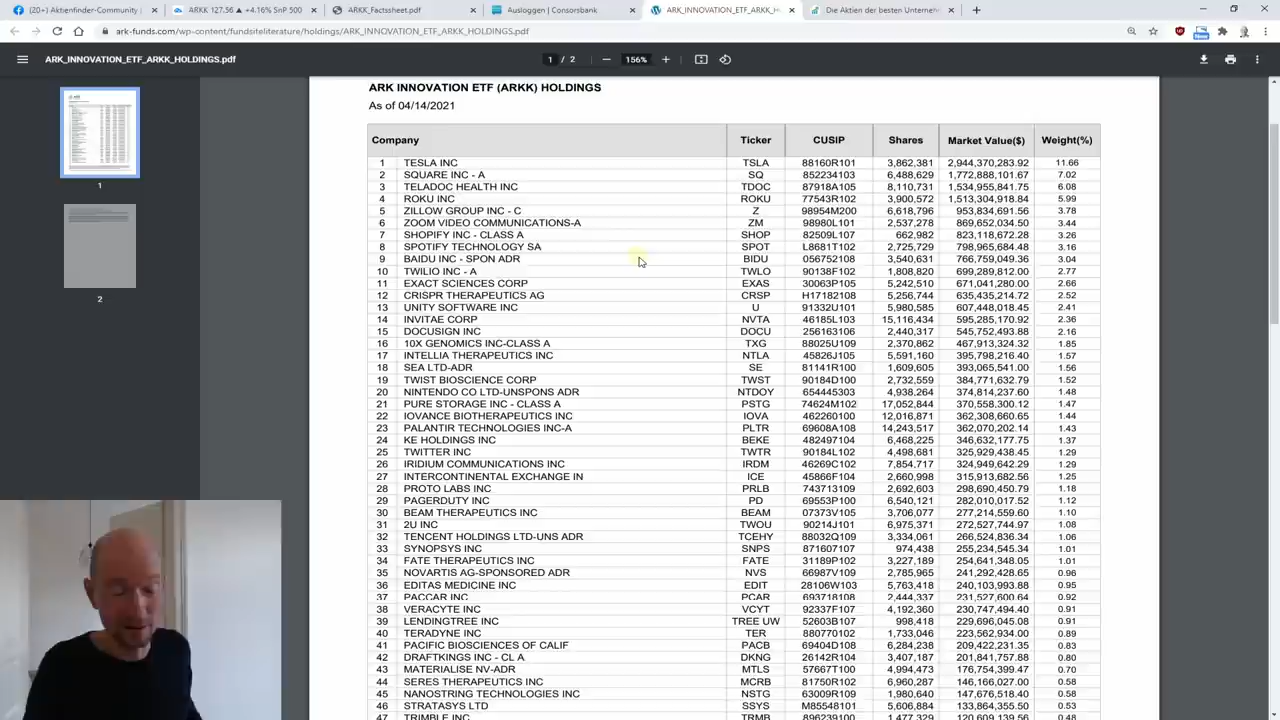 (20+) Aktienfinder-Community |
ARKK 127.56 ▲ +4.16% SnP 500
ARKK_Factsheet.pdf
Ausloggen | Consorsbank
ARK_INNOVATION_ETF_ARKK_H
Die Aktien der besten Unterneh
ark-funds.com/wp-content/fundsiteliterature/holdings/ARK_INNOVATION_ETF_ARKK_HOLDINGS.pdf
ARK_INNOVATION_ETF_ARKK_HOLDINGS.pdf
1 / 2
156%
1
2
ARK INNOVATION ETF (ARKK) HOLDINGS
As of 04/14/2021
Company Ticker CUSIP Shares Market Value($) Weight(%)
1 TESLA INC TSLA 88160R101 3,862,381 2,944,370,283.92 11.66
2 SQUARE INC - A SQ 852234103 6,488,629 1,772,888,101.67 7.02
3 TELADOC HEALTH INC TDOC 87918A105 8,110,731 1,534,955,841.75 6.08
4 ROKU INC ROKU 77543R102 3,900,572 1,513,304,918.84 5.99
5 ZILLOW GROUP INC - C Z 98954M200 6,618,796 953,834,691.56 3.78
6 ZOOM VIDEO COMMUNICATIONS-A ZM 98980L101 2,537,278 869,652,034.50 3.44
7 SHOPIFY INC - CLASS A SHOP 82509L107 662,982 823,118,672.28 3.26
8 SPOTIFY TECHNOLOGY SA SPOT L8681T102 2,725,729 798,965,684.48 3.16
9 BAIDU INC - SPON ADR BIDU 056752108 3,540,631 766,759,049.36 3.04
10 TWILIO INC - A TWLO 90138F102 1,808,820 699,289,812.00 2.77
11 EXACT SCIENCES CORP EXAS 30063P105 5,242,510 671,041,280.00 2.66
12 CRISPR THERAPEUTICS AG CRSP H17182108 5,256,744 635,435,214.72 2.52
13 UNITY SOFTWARE INC U 91332U101 5,980,585 607,448,018.45 2.41
14 INVITAE CORP NVTA 46185L103 15,116,434 595,285,170.92 2.36
15 DOCUSIGN INC DOCU 256163106 2,440,317 545,752,493.88 2.16
16 10X GENOMICS INC-CLASS A TXG 88025U109 2,370,862 467,913,324.32 1.85
17 INTELLIA THERAPEUTICS INC NTLA 45826J105 5,591,160 395,798,216.40 1.57
18 SEA LTD-ADR SE 81141R100 1,609,605 393,065,541.00 1.56
19 TWIST BIOSCIENCE CORP TWST 90184D100 2,732,559 384,771,632.79 1.52
20 NINTENDO CO LTD-UNSPONS ADR NTDOY 654445303 4,938,264 374,814,237.60 1.48
21 PURE STORAGE INC - CLASS A PSTG 74624M102 17,052,844 370,558,300.12 1.47
22 IOVANCE BIOTHERAPEUTICS INC IOVA 462260100 12,016,871 362,308,660.65 1.44
23 PALANTIR TECHNOLOGIES INC-A PLTR 69608A108 14,243,517 362,070,202.14 1.43
24 KE HOLDINGS INC BEKE 482497104 6,468,225 346,632,177.75 1.37
25 TWITTER INC TWTR 90184L102 4,498,681 325,929,438.45 1.29
26 IRIDIUM COMMUNICATIONS INC IRDM 46269C102 7,854,717 324,949,642.29 1.29
27 INTERCONTINENTAL EXCHANGE IN ICE 45866F104 2,660,998 315,913,682.56 1.25
28 PROTO LABS INC PRLB 743713109 2,692,603 298,690,450.79 1.18
29 PAGERDUTY INC PD 69553P100 6,540,121 282,010,017.52 1.12
30 BEAM THERAPEUTICS INC BEAM 07373V105 3,706,077 277,214,559.60 1.10
31 2U INC TWOU 90214J101 6,975,371 272,527,744.97 1.08
32 TENCENT HOLDINGS LTD-UNS ADR TCEHY 88032Q109 3,334,061 266,524,836.34 1.06
33 SYNOPSYS INC SNPS 871607107 974,438 255,234,545.34 1.01
34 FATE THERAPEUTICS INC FATE 31189P102 3,227,189 254,641,348.05 1.01
35 NOVARTIS AG-SPONSORED ADR NVS 66987V109 2,785,965 241,292,428.65 0.96
36 EDITAS MEDICINE INC EDIT 28106W103 5,763,418 240,103,993.88 0.95
37 PACCAR INC PCAR 693718108 2,444,337 231,527,600.64 0.92
38 VERACYTE INC VCYT 92337F107 4,192,360 230,747,494.40 0.91
39 LENDINGTREE INC TREE UW 52603B107 998,418 229,696,045.08 0.91
40 TERADYNE INC TER 880770102 1,733,046 223,562,934.00 0.89
41 PACIFIC BIOSCIENCES OF CALIF PACB 69404D108 6,284,238 209,422,231.35 0.83
42 DRAFTKINGS INC - CL A DKNG 26142R104 3,407,187 201,841,757.88 0.80
43 MATERIALISE NV-ADR MTLS 57667T100 4,994,473 176,754,399.47 0.70
44 SERES THERAPEUTICS INC MCRB 81750R102 6,960,287 146,166,027.00 0.58
45 NANOSTRING TECHNOLOGIES INC NSTG 63009R109 1,980,640 147,676,518.40 0.58
46 STRATASYS LTD SSYS M85548101 5,606,884 133,864,355.50 0.53
47 TRIMBLE INC TRMB 896239100 1,477,329 120,609,139.56 0.48